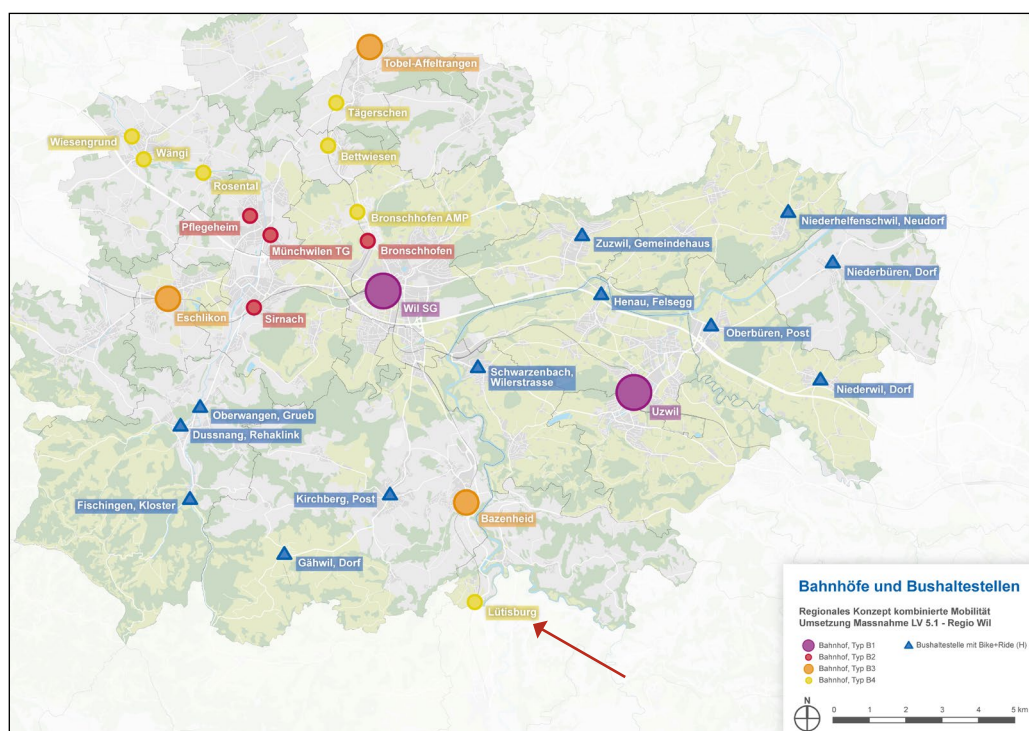 Tobel-Affeltrangen
Tägerschen
Wiesengrund
Wängi
Bettwiesen
Rosental
Bronschhofen AMP
Niederhelfenschwil, Neudorf
Pflegeheim
Münchwilen TG
Bronschhofen
Zuzwil, Gemeindehaus
Niederbüren, Dorf
Wil SG
Henau, Felsegg
Eschlikon
Sirnach
Oberbüren, Post
Schwarzenbach,
Wilerstrasse
Niederwil, Dorf
Uzwil
Oberwangen, Grueb
Dussnang, Rehaklink
Fischingen, Kloster
Kirchberg, Post
Bazenheid
Gähwil, Dorf
Lütisburg
Bahnhöfe und Bushaltestellen
Regionales Konzept kombinierte Mobilität
Umsetzung Massnahme LV 5.1 - Regio Wil
Bahnhof, Typ B1
Bushaltestelle mit Bike+Ride (H)
Bahnhof, Typ B2
Bahnhof, Typ B3
Bahnhof, Typ B4
N
0 1 2 3 4 5 km